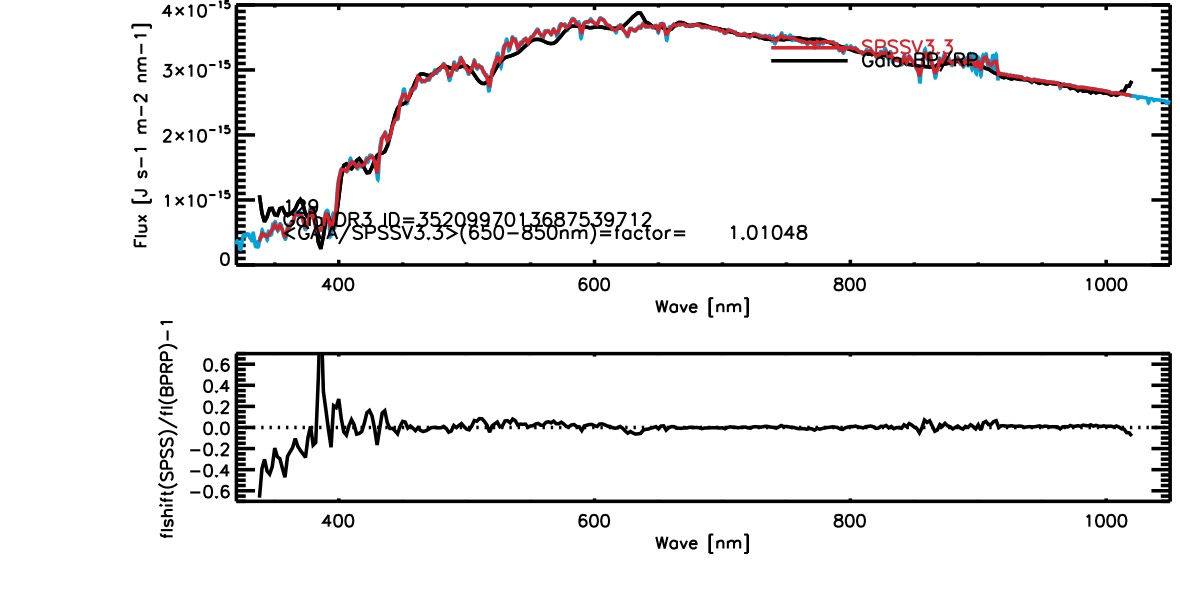 4×10⁻¹⁵
3×10⁻¹⁵
2×10⁻¹⁵
1×10⁻¹⁵
0
Flux [J s-1 m-2 nm-1]
SPSSV3.3
Gaia BP/RP
Gaia DR3 ID=3520997013687539712
<GAIA/SPSSV3.3>(650-850nm)=factor= 1.01048
400 600 800 1000
Wave [nm]
flshift(SPSS)/fl(BPRP)-1
0.6
0.4
0.2
0.0
-0.2
-0.4
-0.6
400 600 800 1000
Wave [nm]